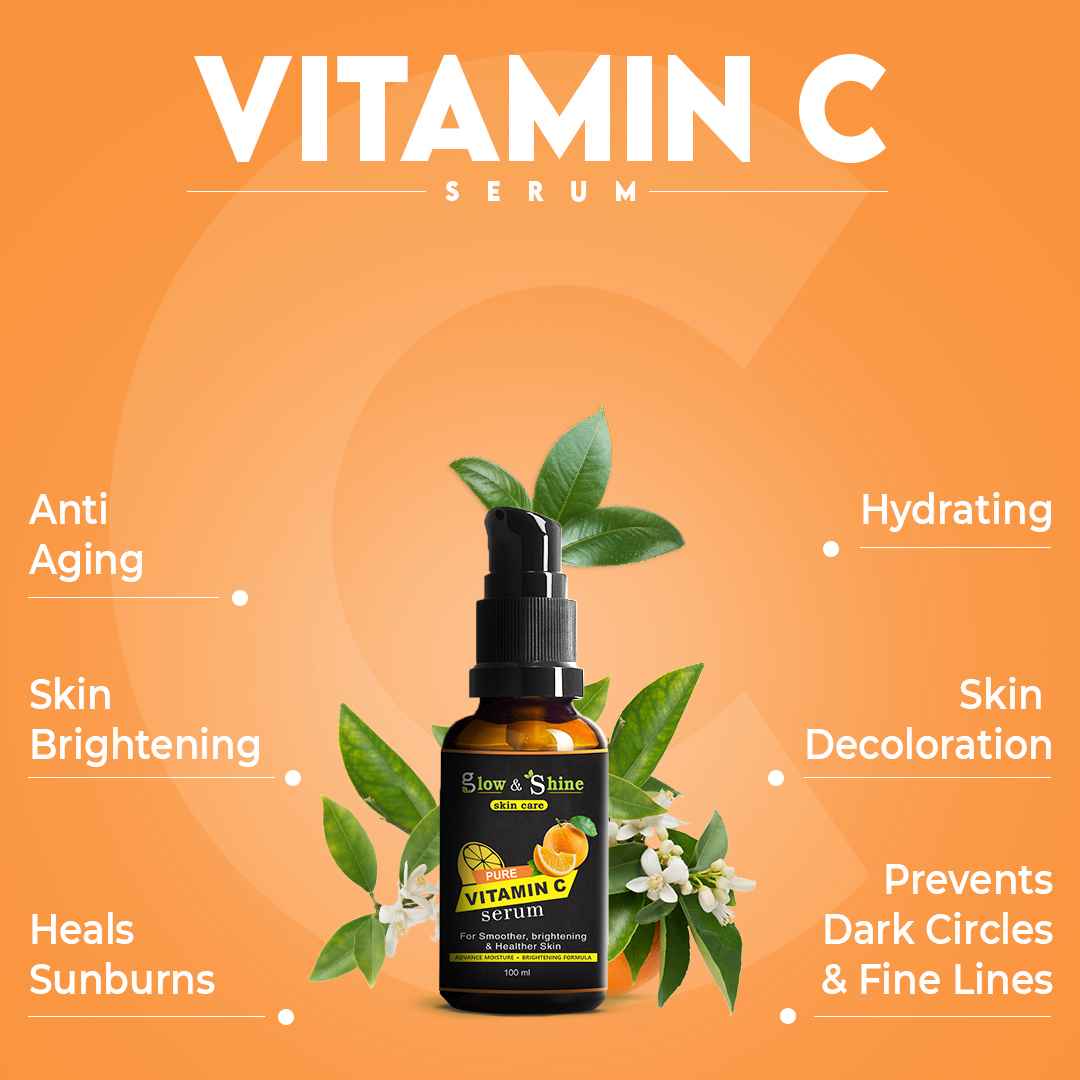 VITAMIN C
SERUM
Anti
Aging
Skin
Brightening
Heals
Sunburns
Hydrating
Skin
Decoloration
Prevents
Dark Circles
& Fine Lines
glow & Shine
skin care
PURE
VITAMIN C
serum
For Smoother, brightening
& Healther Skin
ADVANCE MOISTURE • BRIGHTENING FORMULA
100 ml